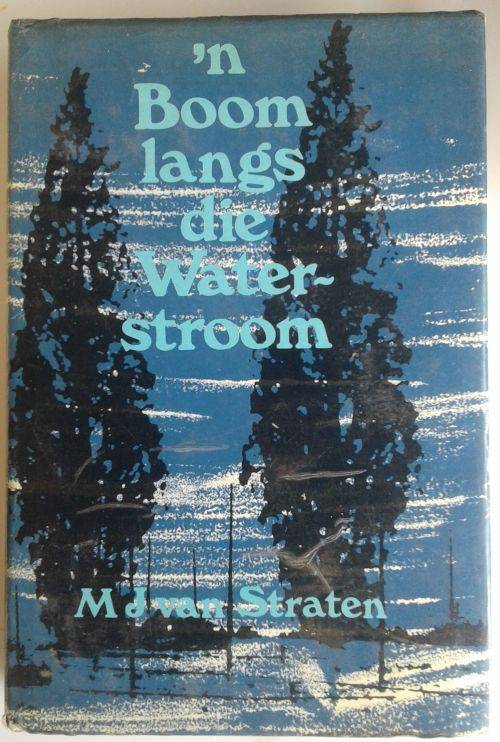 'n
Boom
langs
die
Water-
stroom
M J van Straten